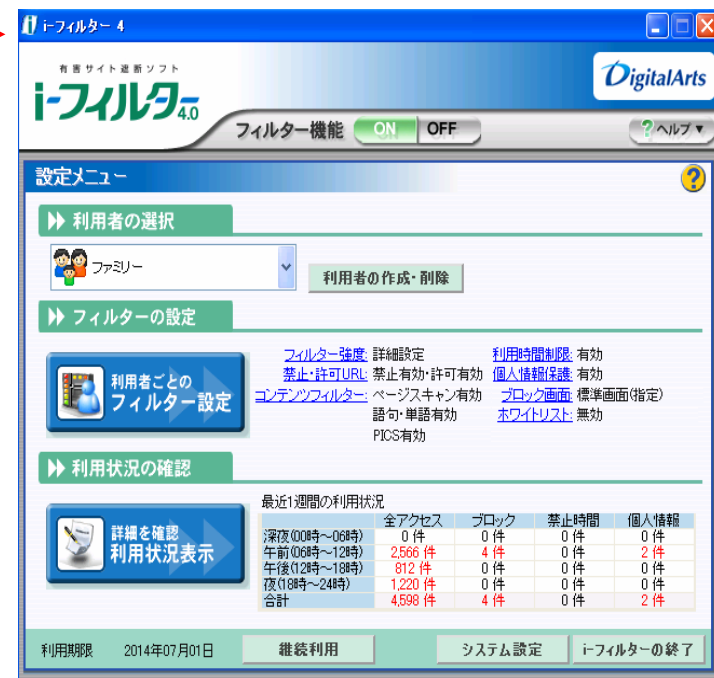 i-フィルター 4
有害サイト遮断ソフト
i-フィルター4.0
DigitalArts
フィルター機能 ON OFF
?ヘルプ▼
設定メニュー
?
利用者の選択
ファミリー
利用者の作成・削除
フィルターの設定
利用者ごとの
フィルター設定
フィルター強度: 詳細設定 利用時間制限: 有効
禁止・許可URL: 禁止有効・許可有効 個人情報保護: 有効
コンテンツフィルター: ページスキャン有効 ブロック画面: 標準画面(指定)
語句・単語有効 ホワイトリスト: 無効
PICS有効
利用状況の確認
詳細を確認
利用状況表示
最近1週間の利用状況
全アクセス ブロック 禁止時間 個人情報
深夜(00時～06時) 0 件 0 件 0 件 0 件
午前(06時～12時) 2,566 件 4 件 0 件 2 件
午後(12時～18時) 812 件 0 件 0 件 0 件
夜(18時～24時) 1,220 件 0 件 0 件 0 件
合計 4,598 件 4 件 0 件 2 件
利用期限 2014年07月01日
継続利用
システム設定
i-フィルターの終了